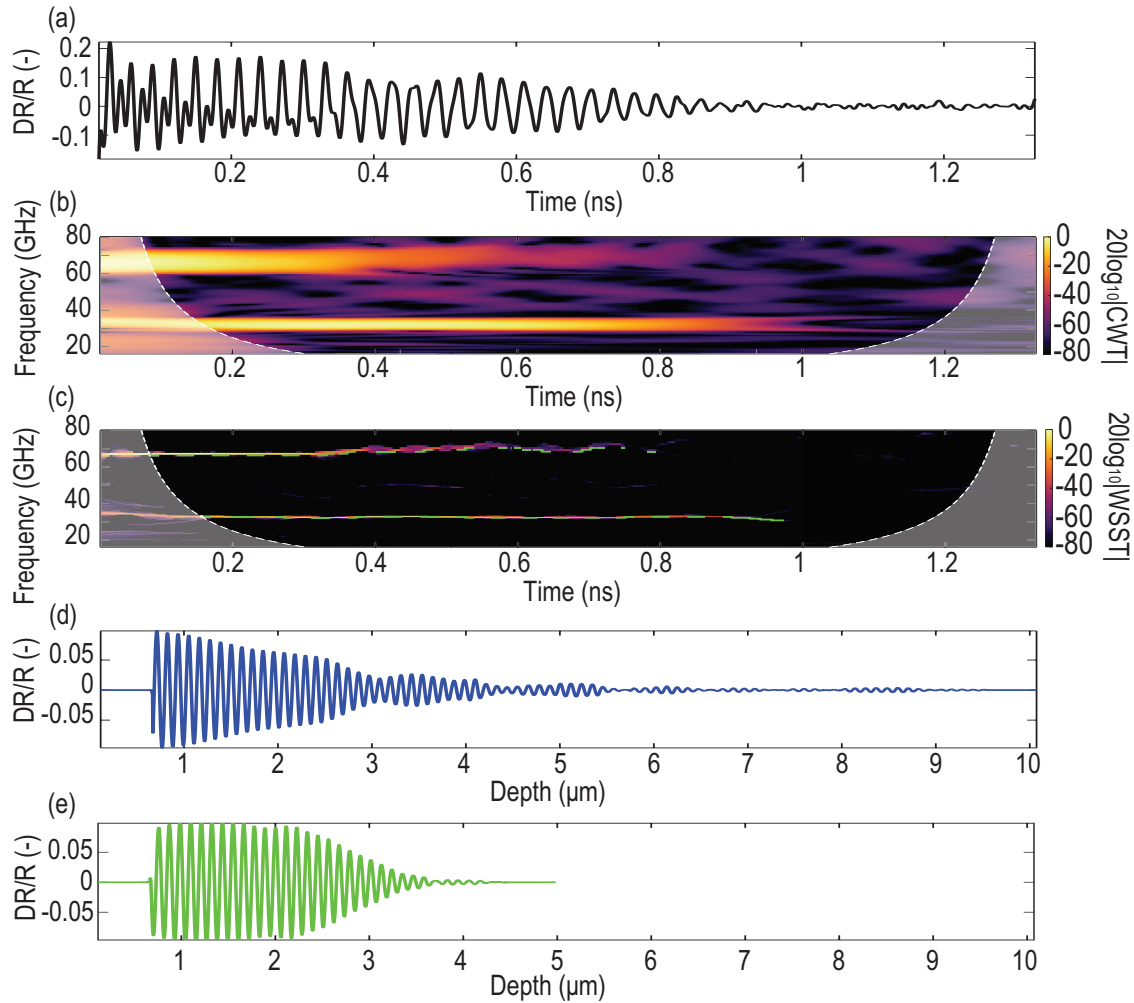 (a)
DR/R (-)
0.2
0.1
0
-0.1
0.2 0.4 0.6 0.8 1 1.2
Time (ns)
(b)
Frequency (GHz)
80
60
40
20
0.2 0.4 0.6 0.8 1 1.2
Time (ns)
0
-20
-40
-60
-80
20log10|CWT|
(c)
Frequency (GHz)
80
60
40
20
0.2 0.4 0.6 0.8 1 1.2
Time (ns)
0
-20
-40
-60
-80
20log10|WSST|
(d)
DR/R (-)
0.05
0
-0.05
1 2 3 4 5 6 7 8 9 10
Depth (μm)
(e)
DR/R (-)
0.05
0
-0.05
1 2 3 4 5 6 7 8 9 10
Depth (μm)